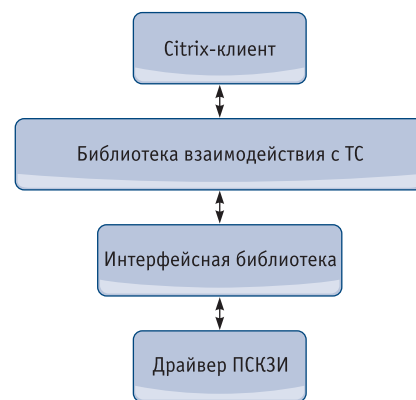 Citrix-клиент
Библиотека взаимодействия с ТС
Интерфейсная библиотека
Драйвер ПСКЗИ